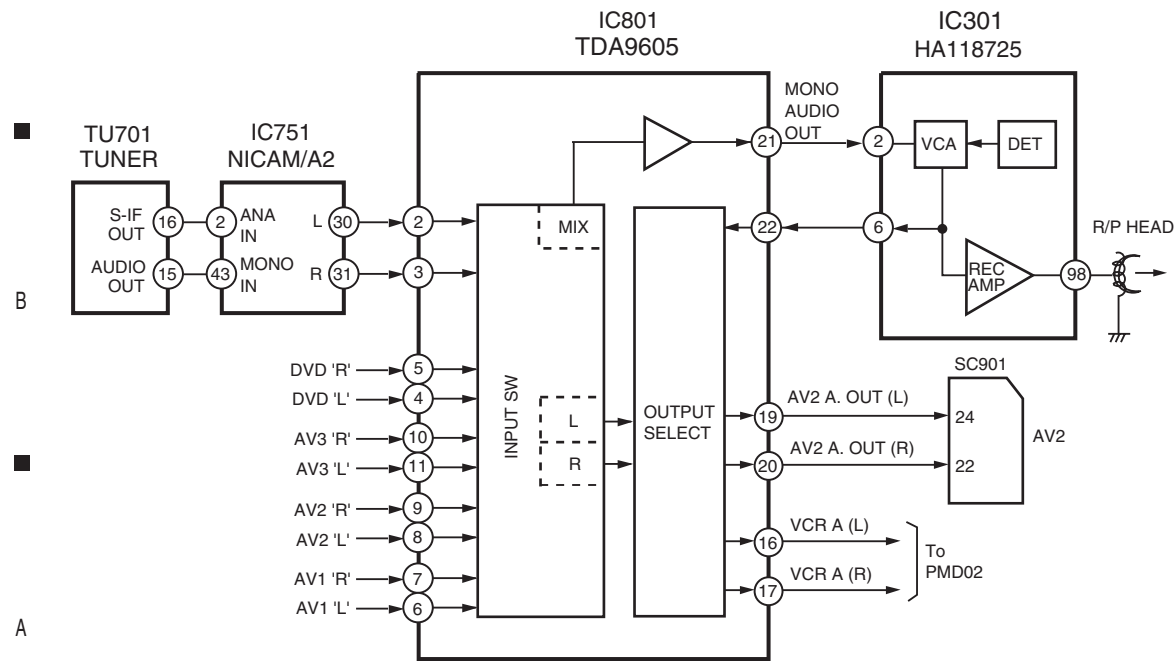 IC801
TDA9605
IC301
HA118725
TU701
TUNER
IC751
NICAM/A2
MONO
AUDIO
OUT
21
2
VCA
DET
S-IF
OUT
16
2
ANA
IN
L
30
2
MIX
22
6
R/P HEAD
AUDIO
OUT
15
43
MONO
IN
R
31
3
REC
AMP
98
B
DVD 'R'
5
DVD 'L'
4
AV3 'R'
10
AV3 'L'
11
AV2 'R'
9
AV2 'L'
8
AV1 'R'
7
AV1 'L'
6
INPUT SW
L
R
OUTPUT
SELECT
SC901
19
AV2 A. OUT (L)
24
20
AV2 A. OUT (R)
22
AV2
16
VCR A (L)
17
VCR A (R)
To
PMD02
A